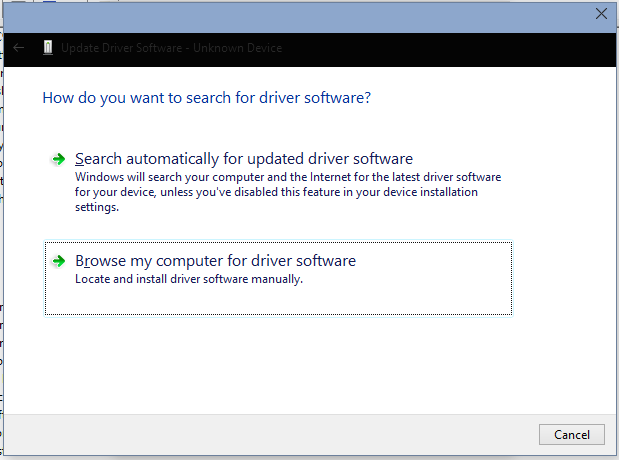 Update Driver Software - Unknown Device
How do you want to search for driver software?
Search automatically for updated driver software
Windows will search your computer and the Internet for the latest driver software
for your device, unless you've disabled this feature in your device installation
settings.
Browse my computer for driver software
Locate and install driver software manually.
Cancel